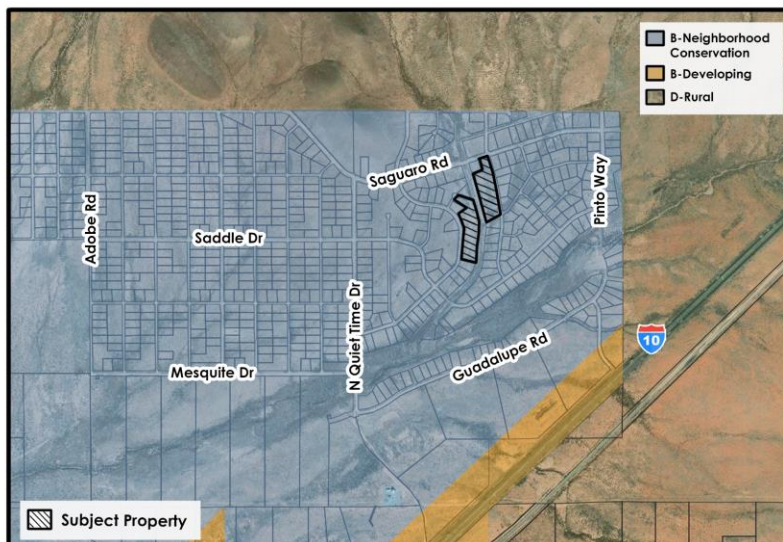 B-Neighborhood
Conservation
B-Developing
D-Rural
Saguaro Rd
Pinto Way
Adobe Rd
Saddle Dr
N Quiet Time Dr
Guadalupe Rd
10
Mesquite Dr
Subject Property